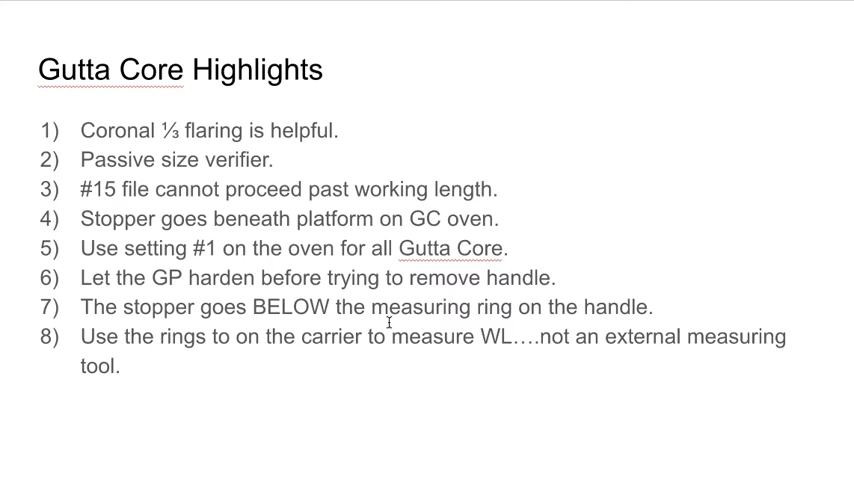 Gutta Core Highlights
1) Coronal ⅓ flaring is helpful.
2) Passive size verifier.
3) #15 file cannot proceed past working length.
4) Stopper goes beneath platform on GC oven.
5) Use setting #1 on the oven for all Gutta Core.
6) Let the GP harden before trying to remove handle.
7) The stopper goes BELOW the measuring ring on the handle.
8) Use the rings to on the carrier to measure WL….not an external measuring
tool.